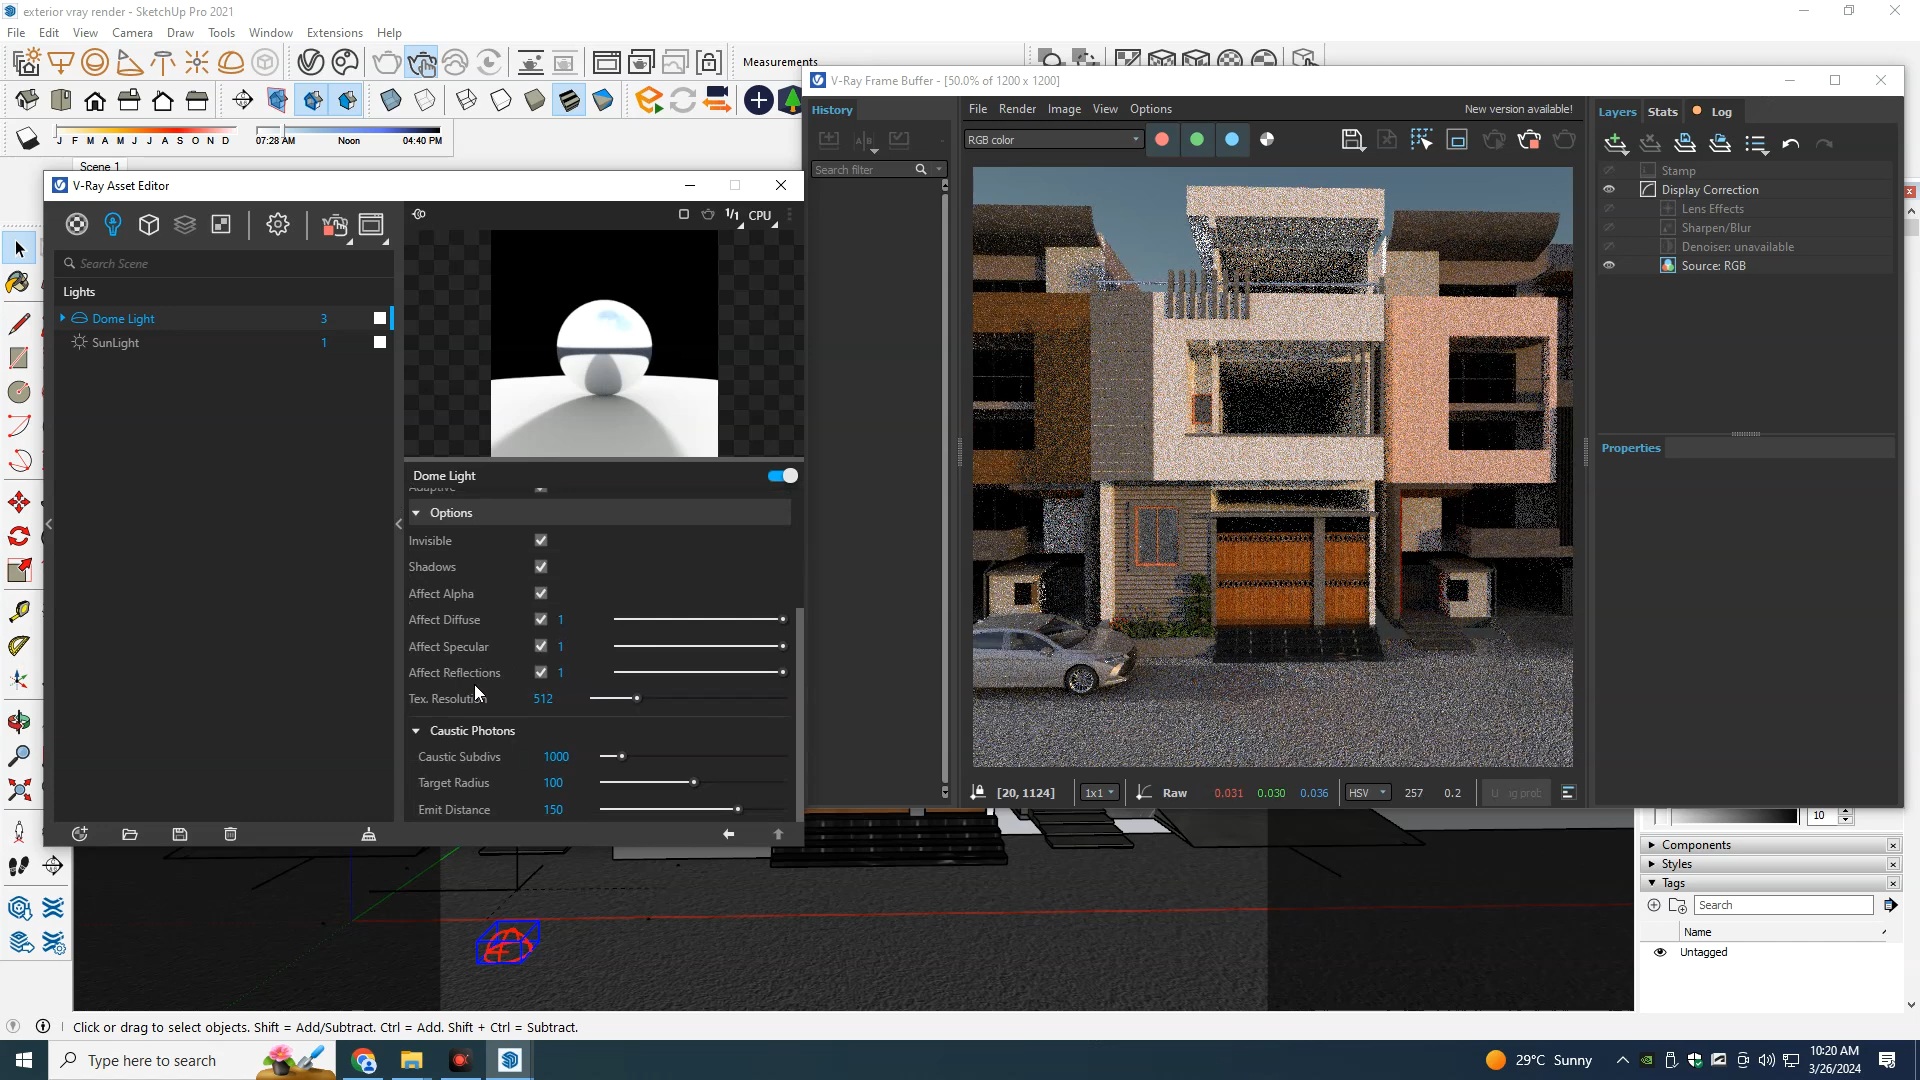 exterior vray render - SketchUp Pro 2021
File Edit View Camera Draw Tools Window Extensions Help
Measurements
J F M A M J J A S O N D
07:28 AM Noon 04:40 PM
Scene 1
V-Ray Asset Editor
1/1 CPU
Search Scene
Lights
Dome Light 3
SunLight 1
Dome Light
Adaptive
Options
Invisible
Shadows
Affect Alpha
Affect Diffuse 1
Affect Specular 1
Affect Reflections 1
Tex. Resolution 512
Caustic Photons
Caustic Subdivs 1000
Target Radius 100
Emit Distance 150
V-Ray Frame Buffer - [50.0% of 1200 x 1200]
History
Search filter
File Render Image View Options
New version available!
RGB color
[20, 1124] 1x1 Raw 0.031 0.030 0.036 HSV 257 0.2
Layers Stats Log
Stamp
Display Correction
Lens Effects
Sharpen/Blur
Denoiser: unavailable
Source: RGB
Properties
10
Components
Styles
Tags
Search
Name
Untagged
Click or drag to select objects. Shift = Add/Subtract. Ctrl = Add. Shift + Ctrl = Subtract.
Type here to search
29°C Sunny
10:20 AM
3/26/2024